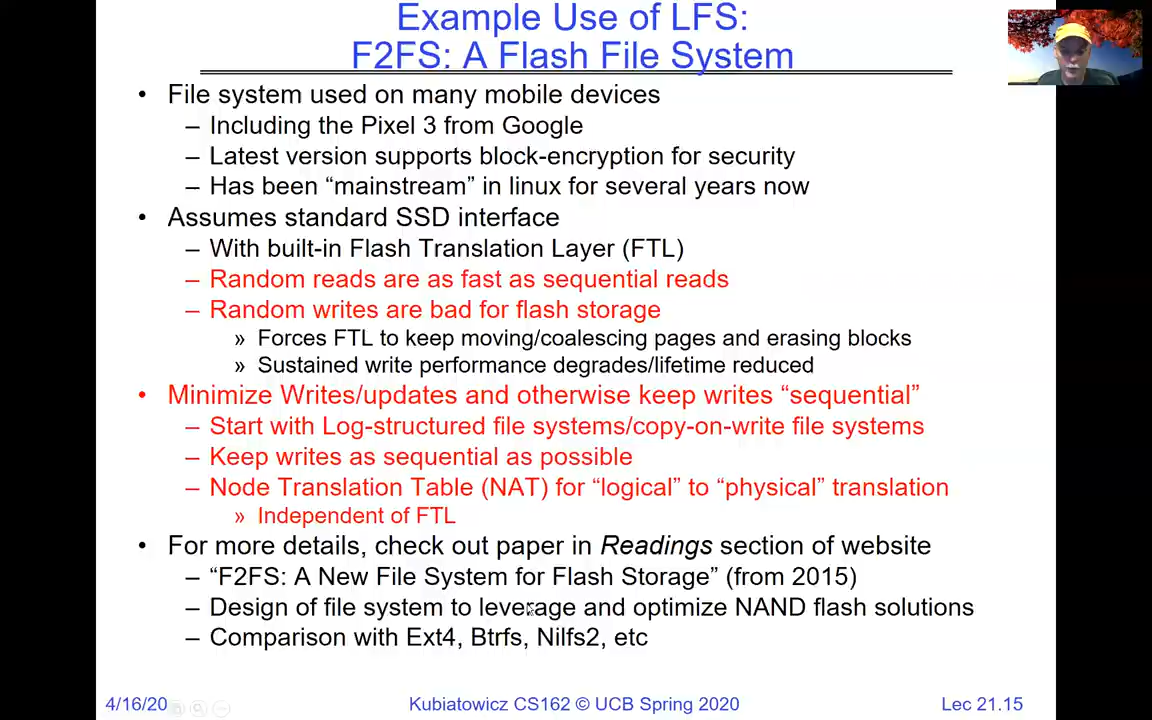 Example Use of LFS:
F2FS: A Flash File System
• File system used on many mobile devices
– Including the Pixel 3 from Google
– Latest version supports block-encryption for security
– Has been “mainstream” in linux for several years now
• Assumes standard SSD interface
– With built-in Flash Translation Layer (FTL)
– Random reads are as fast as sequential reads
– Random writes are bad for flash storage
» Forces FTL to keep moving/coalescing pages and erasing blocks
» Sustained write performance degrades/lifetime reduced
• Minimize Writes/updates and otherwise keep writes “sequential”
– Start with Log-structured file systems/copy-on-write file systems
– Keep writes as sequential as possible
– Node Translation Table (NAT) for “logical” to “physical” translation
» Independent of FTL
• For more details, check out paper in Readings section of website
– “F2FS: A New File System for Flash Storage” (from 2015)
– Design of file system to leverage and optimize NAND flash solutions
– Comparison with Ext4, Btrfs, Nilfs2, etc
4/16/20 Kubiatowicz CS162 © UCB Spring 2020 Lec 21.15